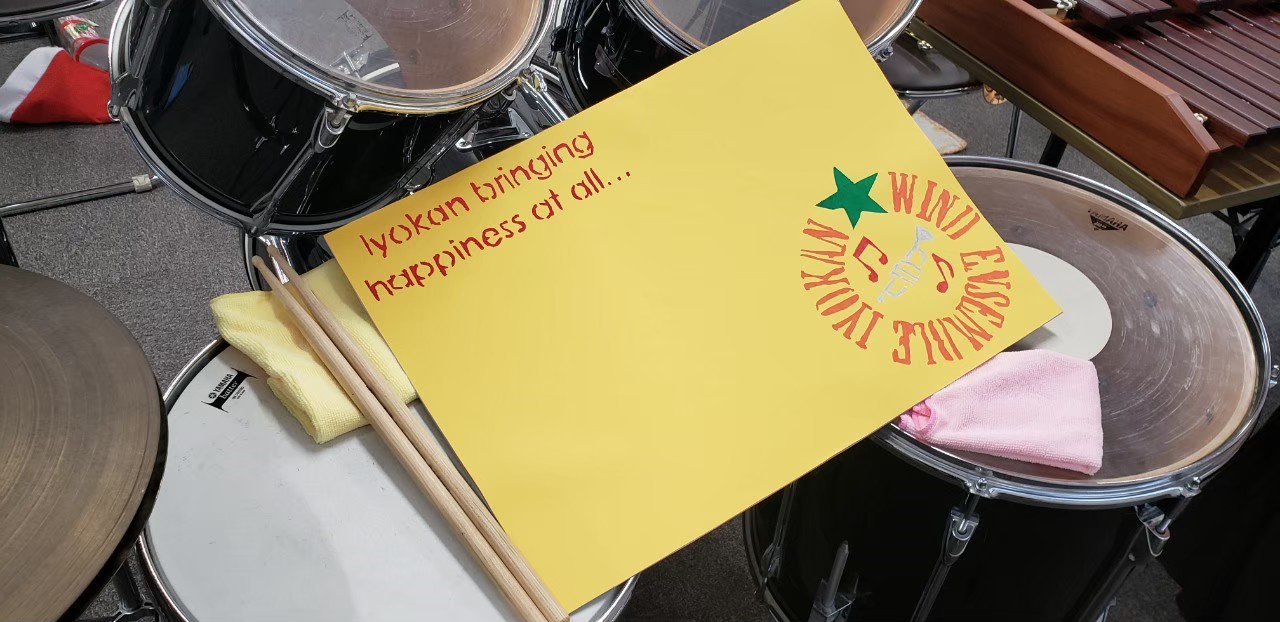 Iyokan bringing
happiness at all...
WIND ENSEMBLE IYOKAN
YAMAHA
YAMAHA